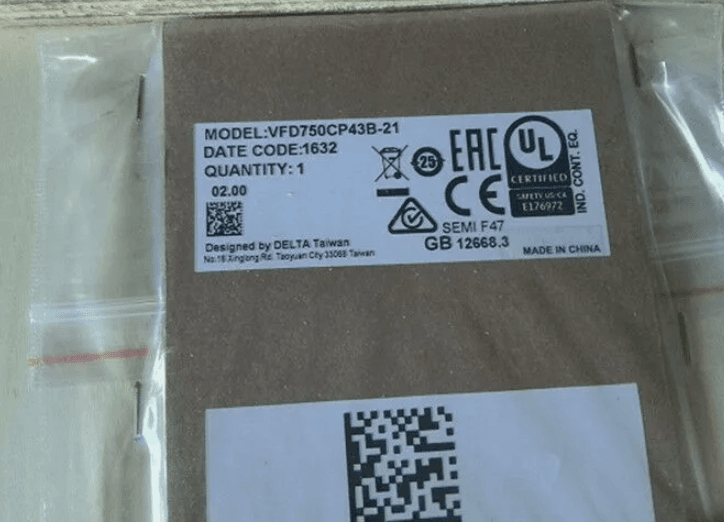 MODEL:VFD750CP43B-21
DATE CODE:1632
QUANTITY: 1
02.00
Designed by DELTA Taiwan
No.18 Xinglong Rd. Taoyuan City 33068 Taiwan
25
EAC
UL
CERTIFIED
SAFETY US-CA
E176972
IND. CONT. EQ.
CE
SEMI F47
GB 12668.3
MADE IN CHINA